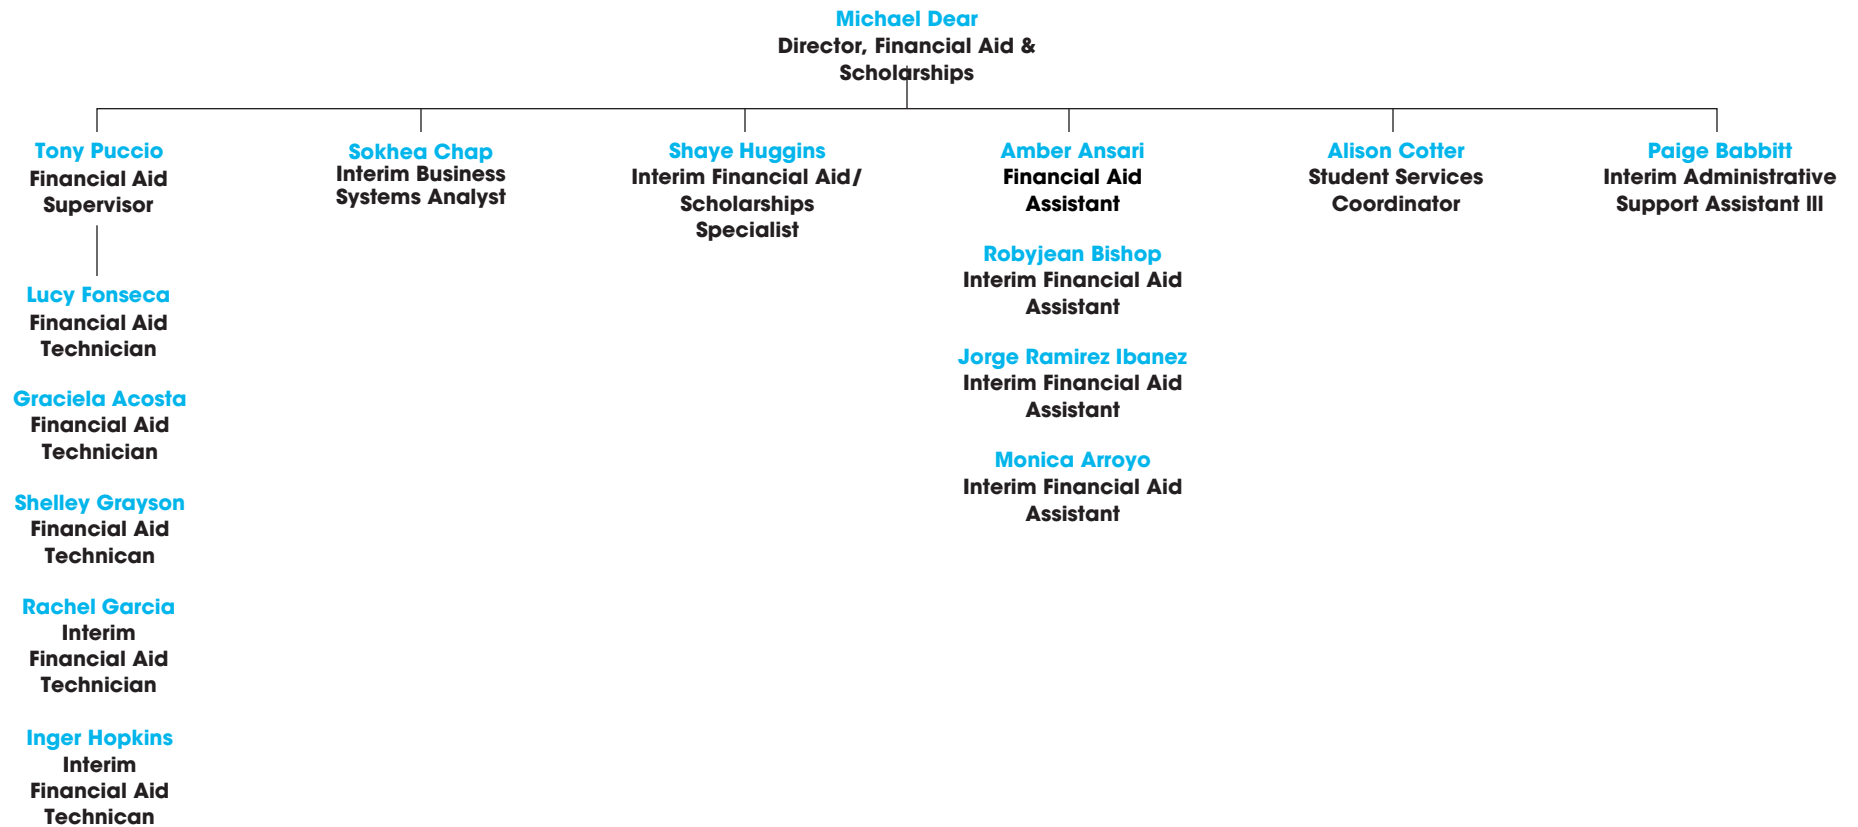 Michael Dear
Director, Financial Aid &
Scholarships
Tony Puccio
Financial Aid
Supervisor
Lucy Fonseca
Financial Aid
Technician
Graciela Acosta
Financial Aid
Technician
Shelley Grayson
Financial Aid
Technican
Rachel Garcia
Interim
Financial Aid
Technician
Inger Hopkins
Interim
Financial Aid
Technican
Sokhea Chap
Interim Business
Systems Analyst
Shaye Huggins
Interim Financial Aid/
Scholarships
Specialist
Amber Ansari
Financial Aid
Assistant
Robyjean Bishop
Interim Financial Aid
Assistant
Jorge Ramirez Ibanez
Interim Financial Aid
Assistant
Monica Arroyo
Interim Financial Aid
Assistant
Alison Cotter
Student Services
Coordinator
Paige Babbitt
Interim Administrative
Support Assistant III